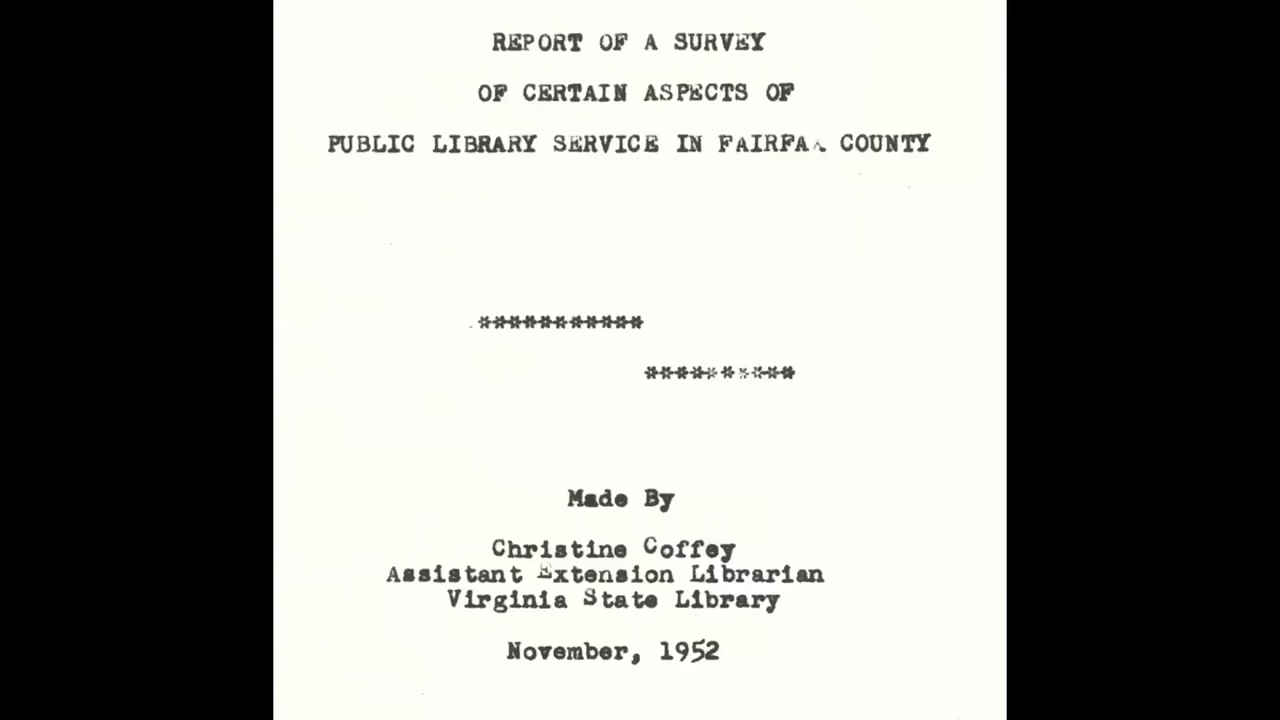 REPORT OF A SURVEY
OF CERTAIN ASPECTS OF
PUBLIC LIBRARY SERVICE IN FAIRFAX COUNTY
***********
**********
Made By
Christine Coffey
Assistant Extension Librarian
Virginia State Library
November, 1952